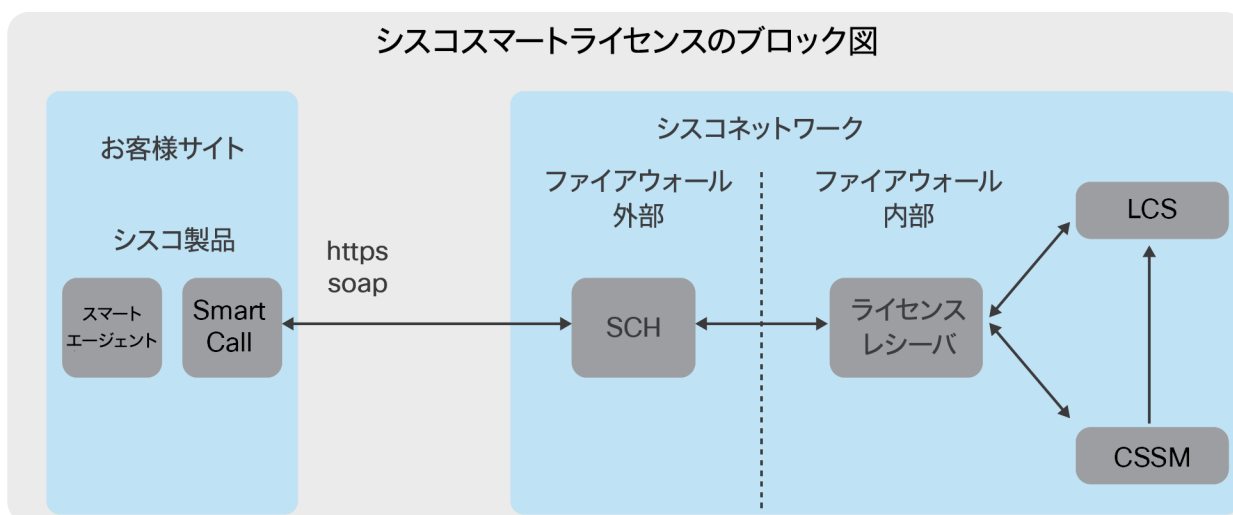 シスコスマートライセンスのブロック図
お客様サイト
シスコ製品
スマート
エージェント
Smart
Call
https
soap
シスコネットワーク
ファイアウォール
外部
ファイアウォール
内部
SCH
ライセンス
レシーバ
LCS
CSSM